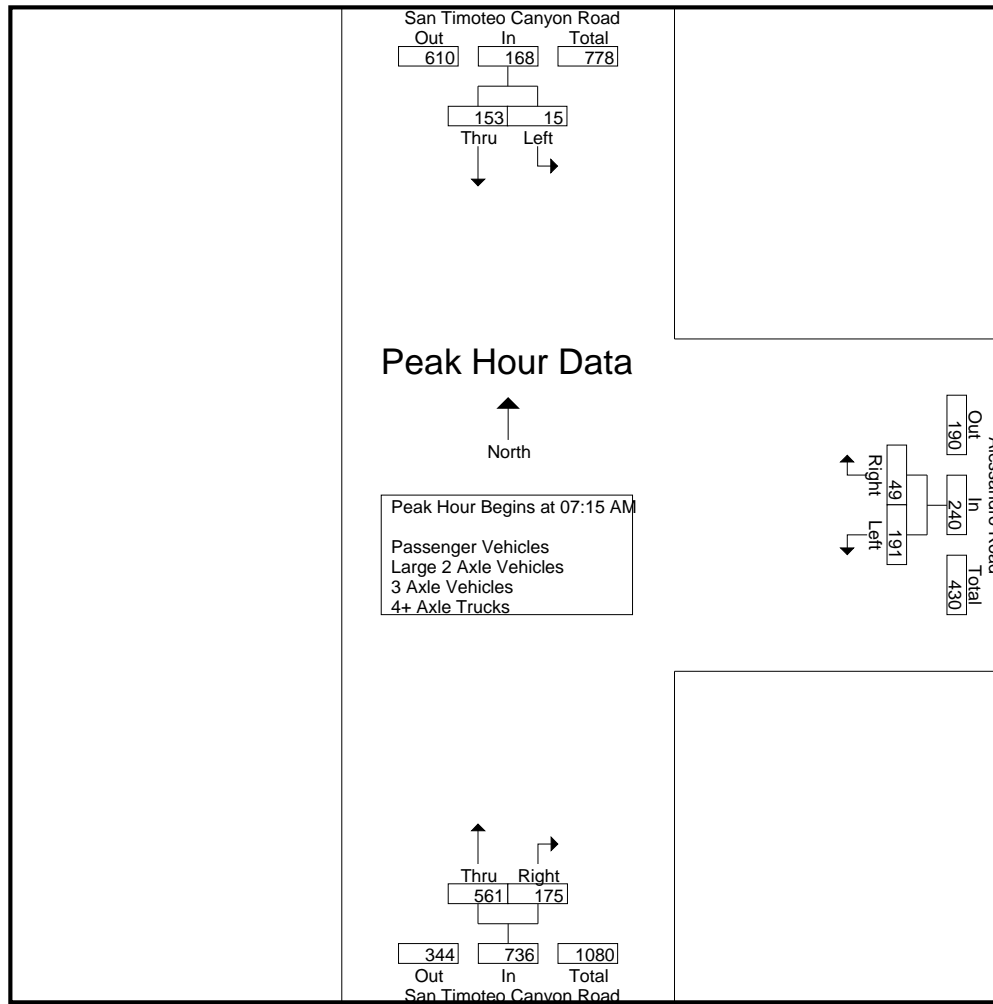 San Timoteo Canyon Road
Out In Total
610 168 778
153 15
Thru Left
Peak Hour Data
North
Peak Hour Begins at 07:15 AM
Passenger Vehicles
Large 2 Axle Vehicles
3 Axle Vehicles
4+ Axle Trucks
Alessandro Road
Out In Total
190 240 430
49 191
Right Left
Thru Right
561 175
344 736 1080
Out In Total
San Timoteo Canyon Road